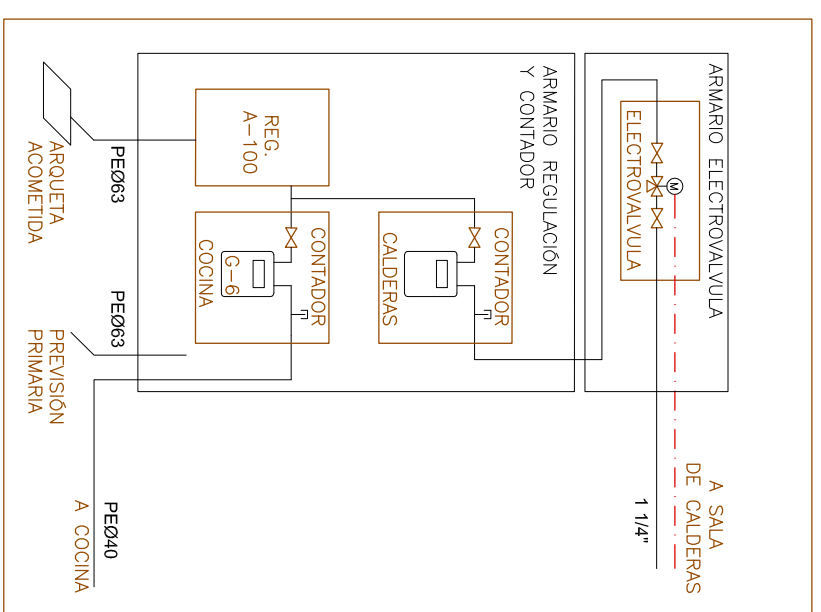 ARMARIO ELECTROVALVULA
ELECTROVALVULA
M
A SALA
DE CALDERAS
1 1/4"
ARMARIO REGULACIÓN
Y CONTADOR
CONTADOR
CALDERAS
REG.
A-100
CONTADOR
G-6
COCINA
PEØ63
ARQUETA
ACOMETIDA
PEØ63
PREVISIÓN
PRIMARIA
PEØ40
A COCINA